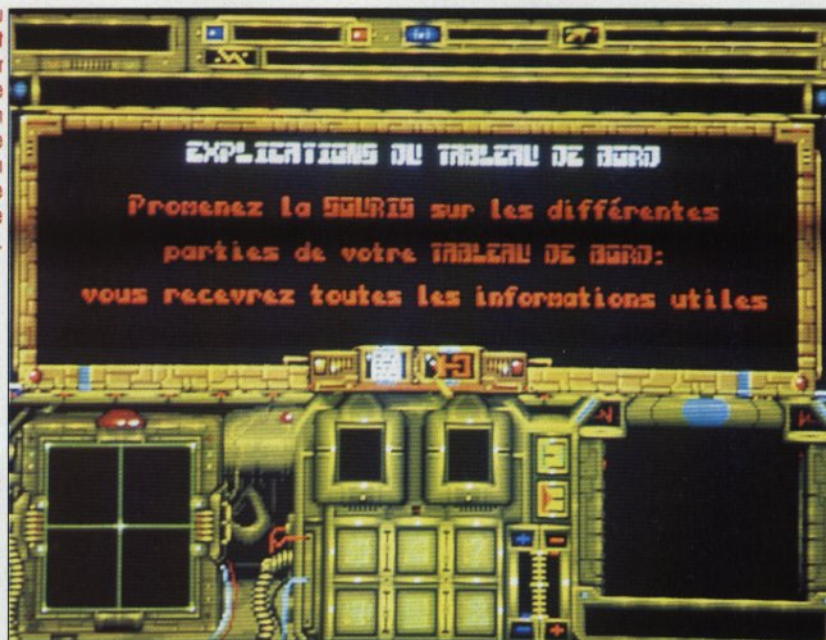 EXPLICATIONS DU TABLEAU DE BORD
Promenez la SOURIS sur les différentes
parties de votre TABLEAU DE BORD:
vous recevrez toutes les informations utiles